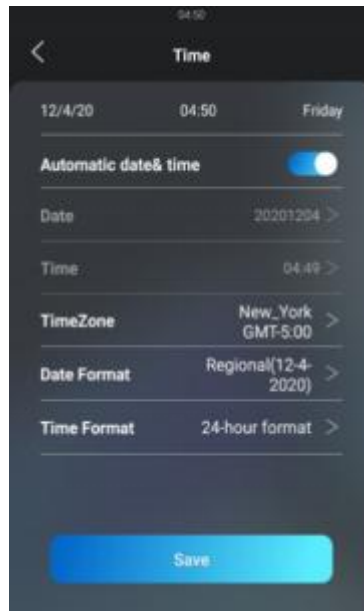 04:50
Time
12/4/20 04:50 Friday
Automatic date& time
Date 20201204 >
Time 04:49 >
TimeZone New_York
GMT-5:00 >
Date Format Regional(12-4-
2020) >
Time Format 24-hour format >
Save